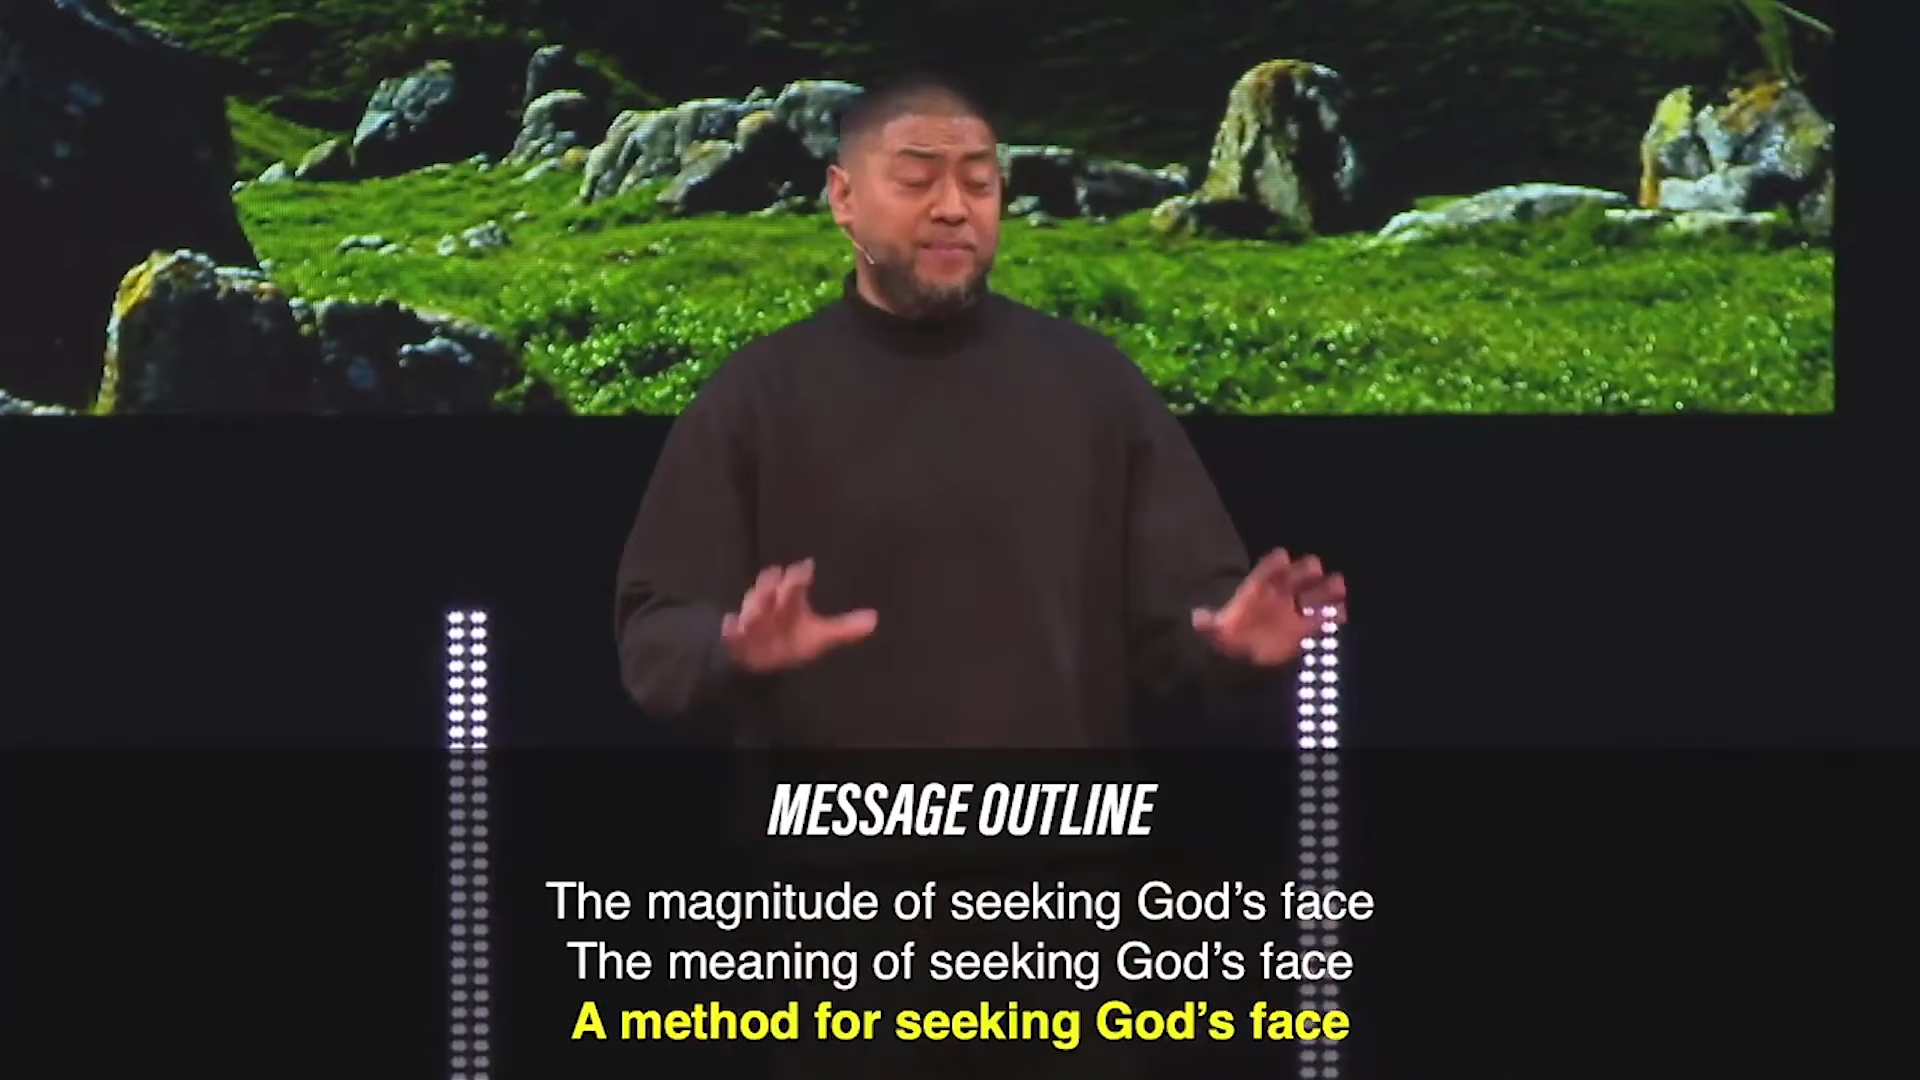 MESSAGE OUTLINE
The magnitude of seeking God’s face
The meaning of seeking God’s face
A method for seeking God’s face